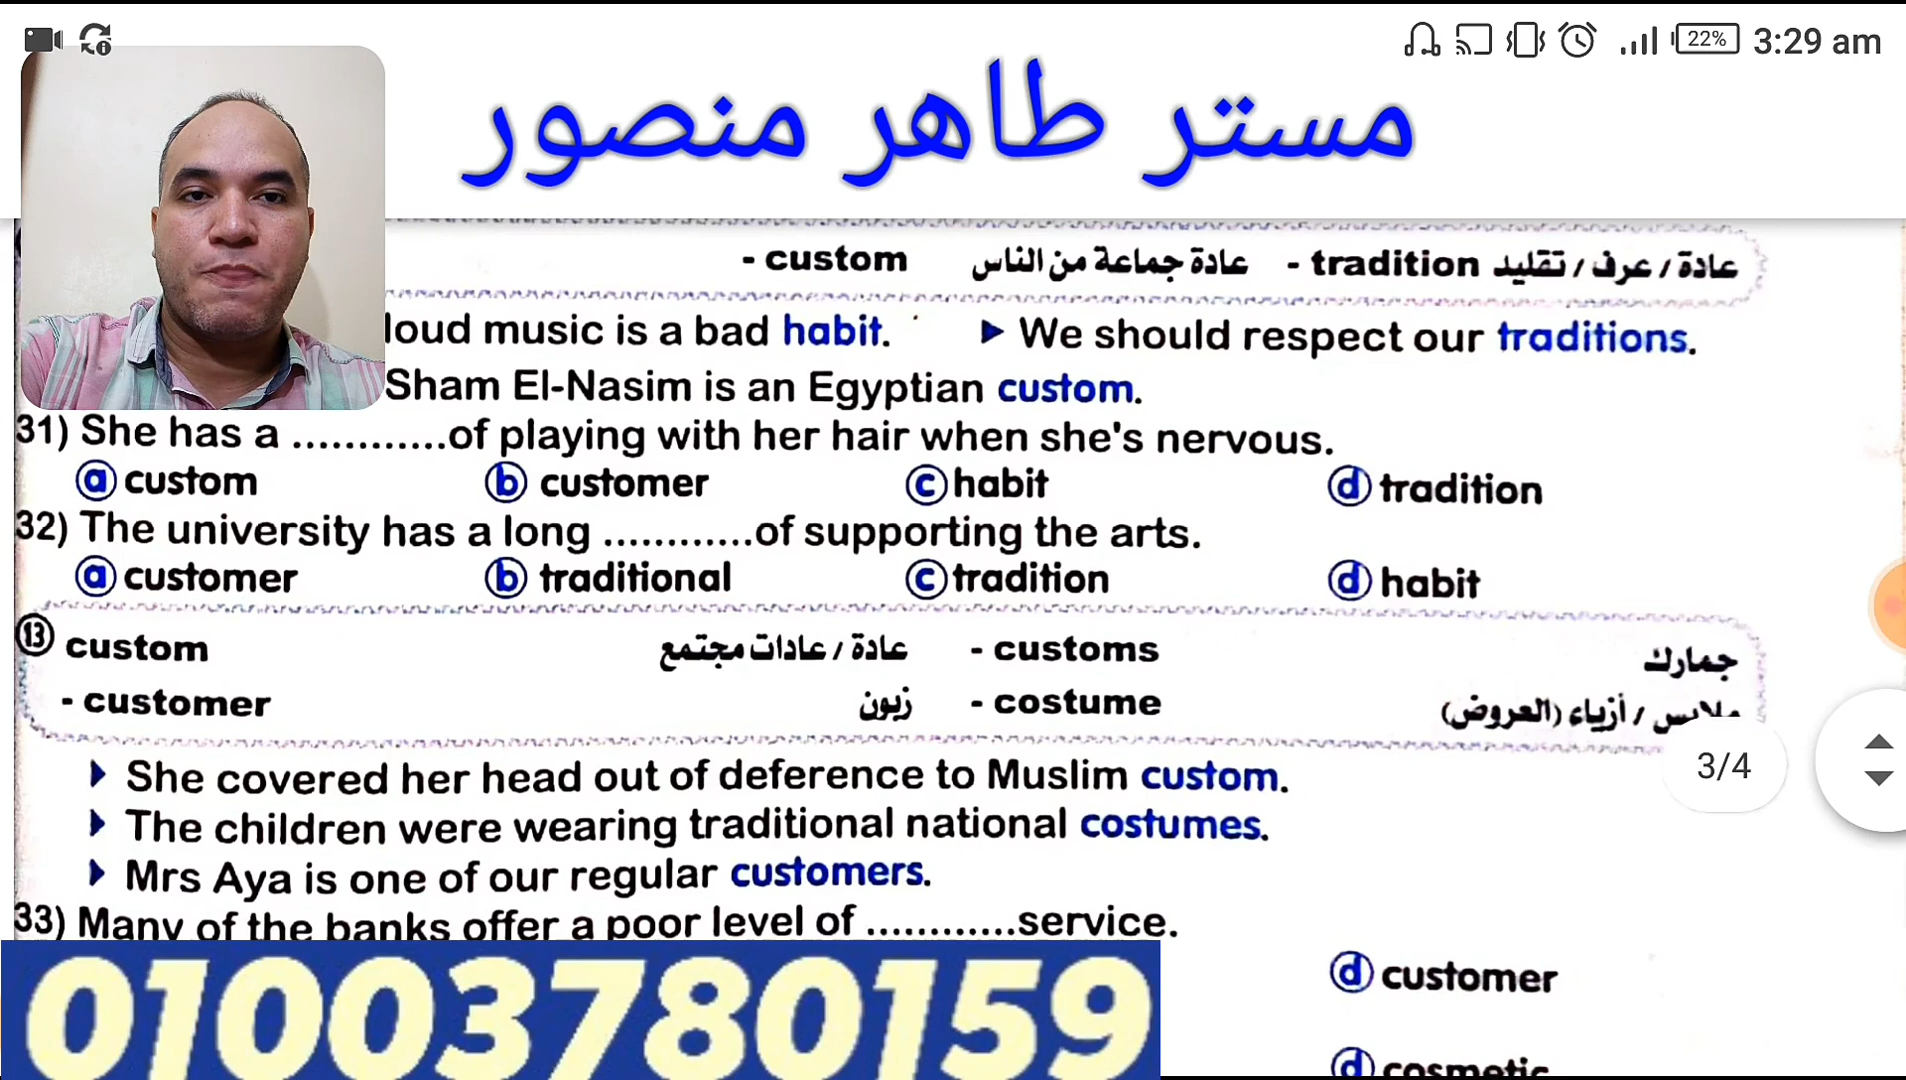 22% 3:29 am
مستر طاهر منصور
- custom عادة جماعة من الناس - tradition عادة / عرف / تقليد
loud music is a bad habit. We should respect our traditions.
Sham El-Nasim is an Egyptian custom.
31) She has a ............of playing with her hair when she's nervous.
a custom b customer c habit d tradition
32) The university has a long ............of supporting the arts.
a customer b traditional c tradition d habit
13 custom عادة / عادات مجتمع - customs جمارك
- customer زبون - costume ملابس / أزياء (العروض)
3/4
She covered her head out of deference to Muslim custom.
The children were wearing traditional national costumes.
Mrs Aya is one of our regular customers.
33) Many of the banks offer a poor level of ............service.
d customer
01003780159
d cosmetic